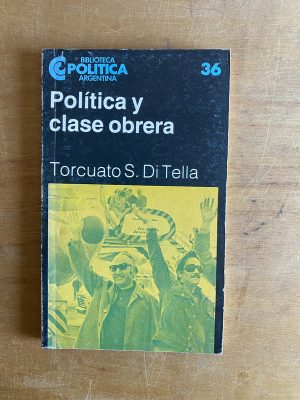 BIBLIOTECA
POLITICA
ARGENTINA
36
Política y
clase obrera
Torcuato S. Di Tella